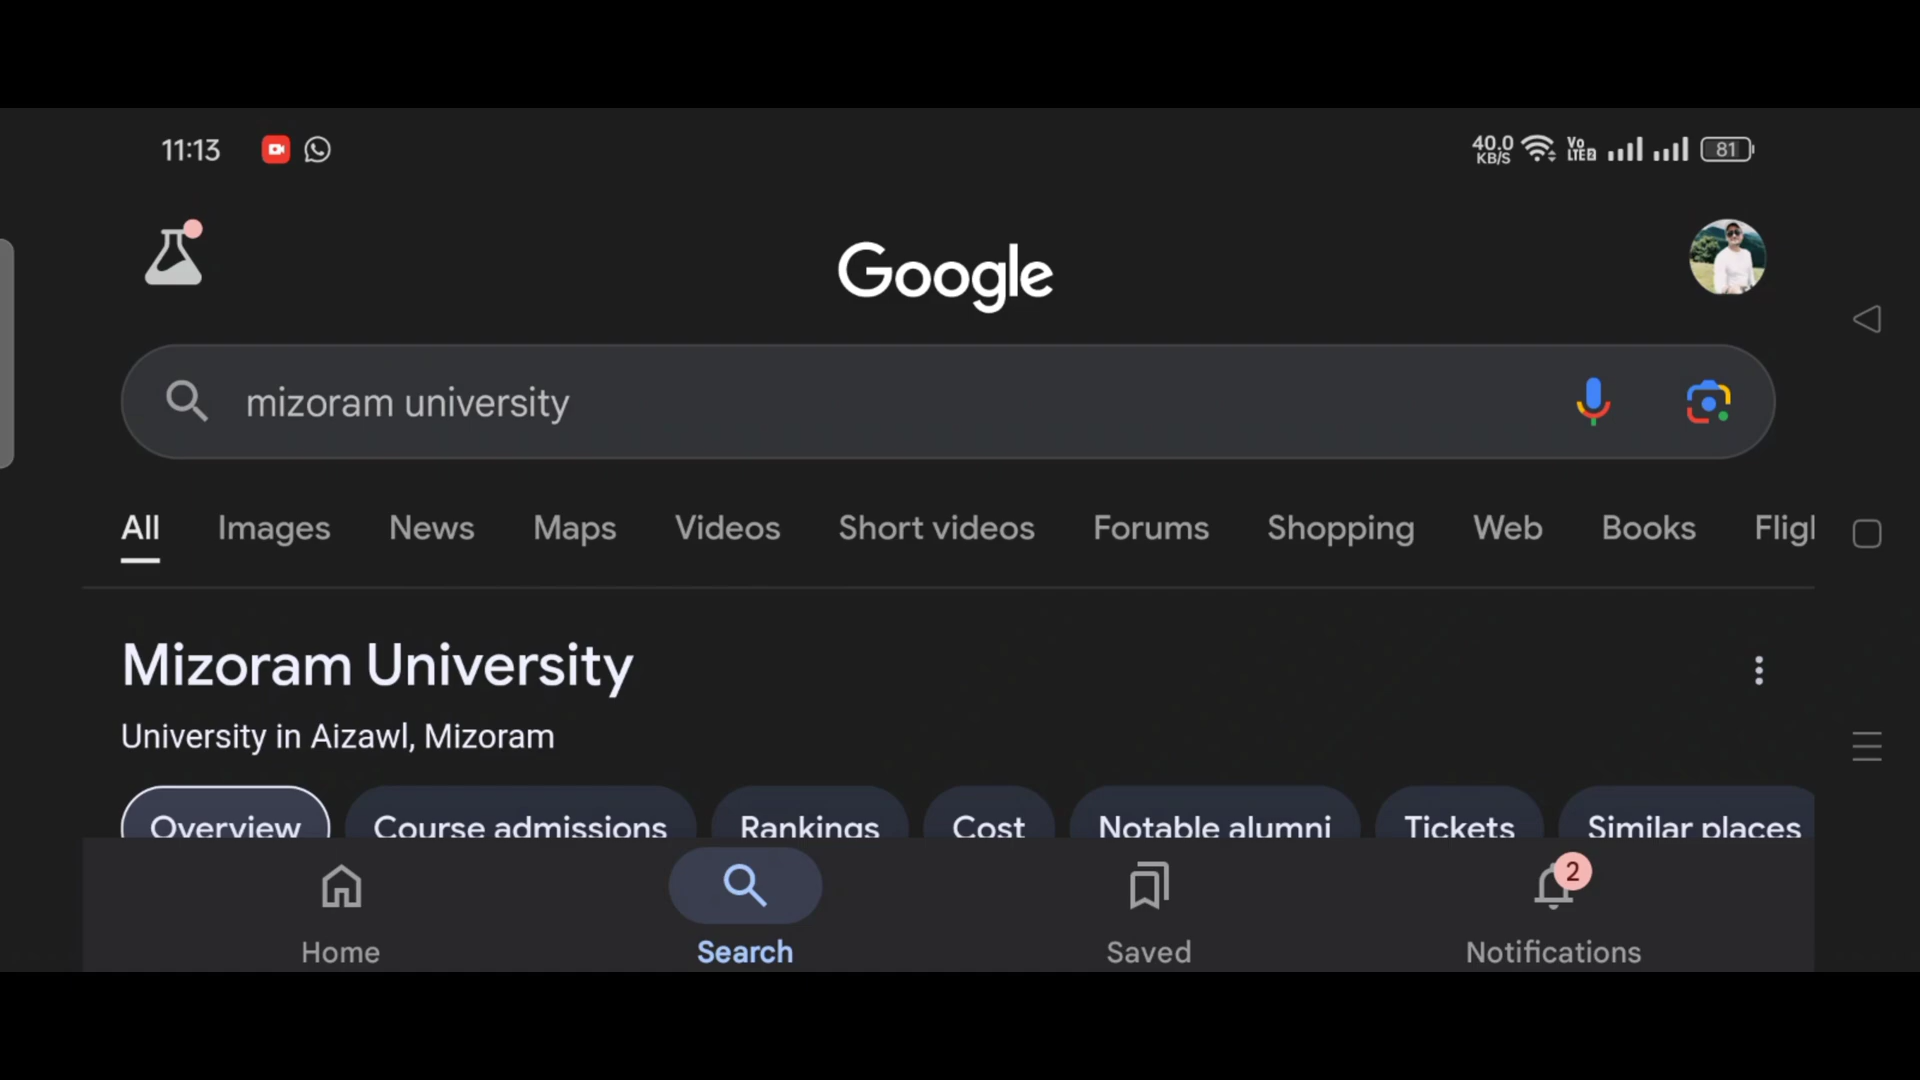 11:13
40.0 KB/S Vo LTE 2 81
Google
mizoram university
All Images News Maps Videos Short videos Forums Shopping Web Books
Mizoram University
University in Aizawl, Mizoram
Overview Course admissions Rankings Cost Notable alumni Tickets Similar places
2
Home Search Saved Notifications